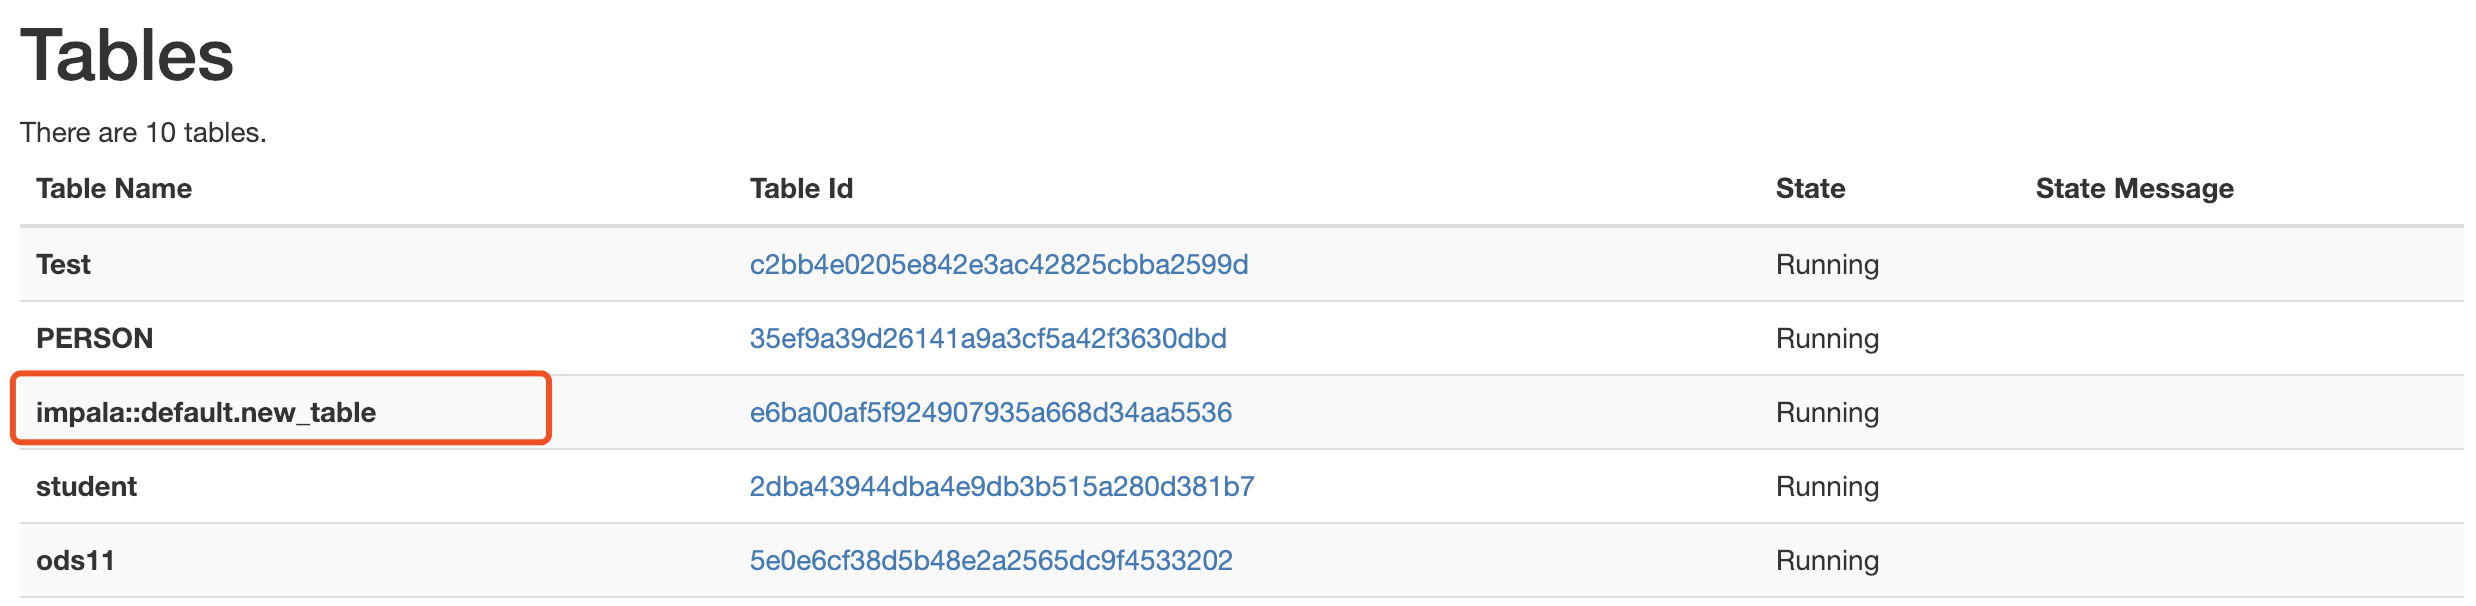 Tables
There are 10 tables.
Table Name Table Id State State Message
Test c2bb4e0205e842e3ac42825cbba2599d Running
PERSON 35ef9a39d26141a9a3cf5a42f3630dbd Running
impala::default.new_table e6ba00af5f924907935a668d34aa5536 Running
student 2dba43944dba4e9db3b515a280d381b7 Running
ods11 5e0e6cf38d5b48e2a2565dc9f4533202 Running